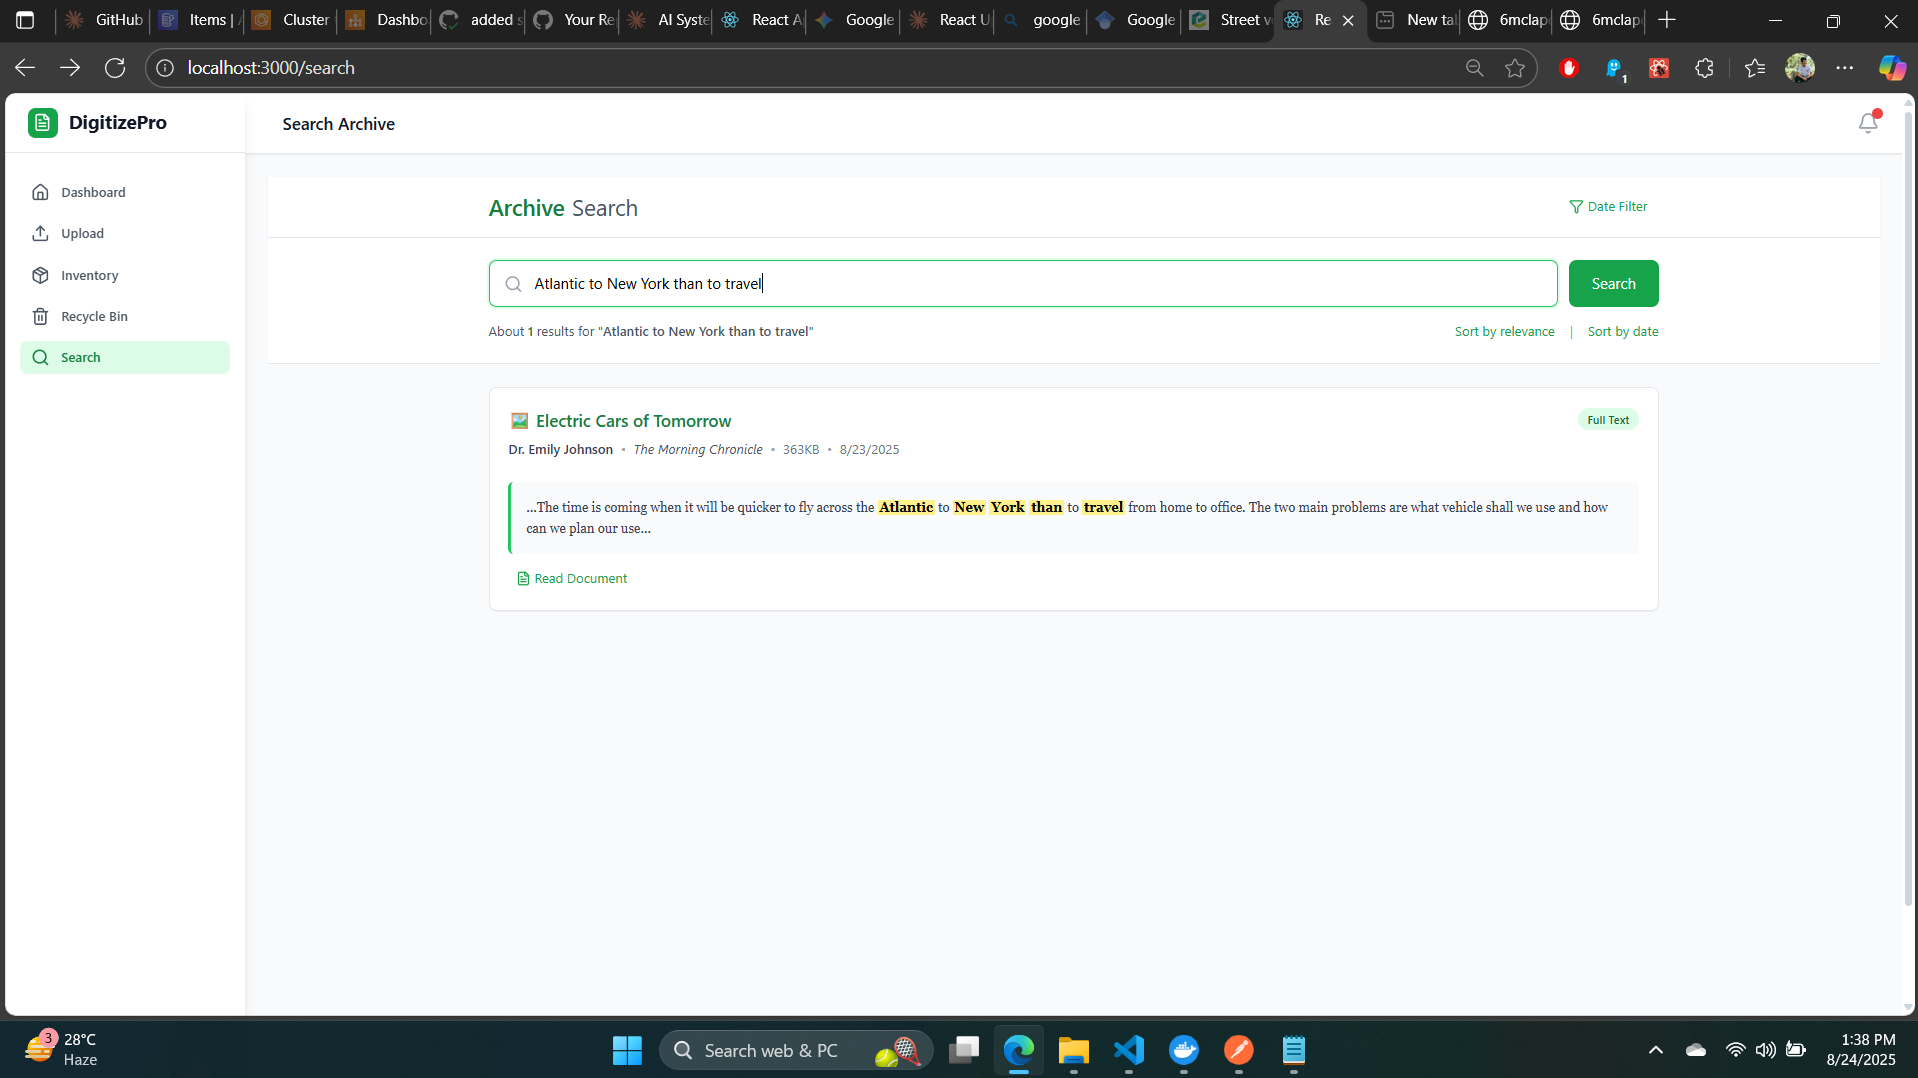 GitHub
Items |
Cluster
Dashbo
added s
Your Re
AI Syste
React A
Google
React U
google
Google
Street v
Re
New ta
6mclap
6mclap
localhost:3000/search
1
DigitizePro
Search Archive
Dashboard
Upload
Inventory
Recycle Bin
Search
Archive Search
Date Filter
Atlantic to New York than to travel
Search
About 1 results for "Atlantic to New York than to travel"
Sort by relevance | Sort by date
Electric Cars of Tomorrow
Full Text
Dr. Emily Johnson • The Morning Chronicle • 363KB • 8/23/2025
...The time is coming when it will be quicker to fly across the Atlantic to New York than to travel from home to office. The two main problems are what vehicle shall we use and how
can we plan our use...
Read Document
3
28°C
Haze
Search web & PC
1:38 PM
8/24/2025